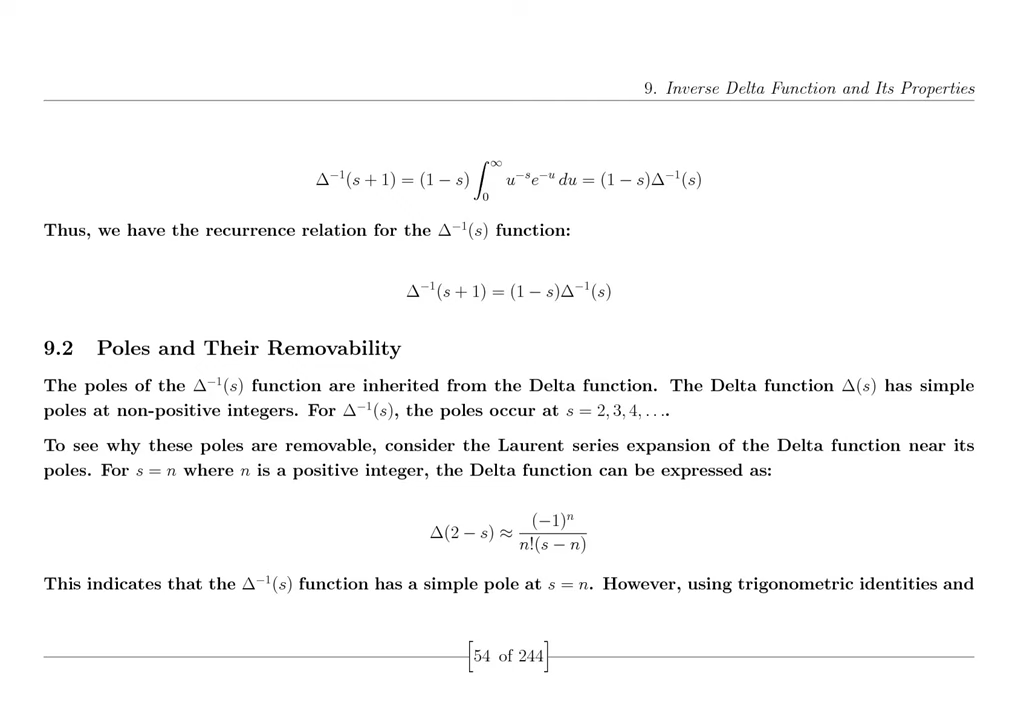 9. Inverse Delta Function and Its Properties
Δ⁻¹(s + 1) = (1 − s) ∫₀^∞ u⁻ˢe⁻ᵘ du = (1 − s)Δ⁻¹(s)
Thus, we have the recurrence relation for the Δ⁻¹(s) function:
Δ⁻¹(s + 1) = (1 − s)Δ⁻¹(s)
9.2 Poles and Their Removability
The poles of the Δ⁻¹(s) function are inherited from the Delta function. The Delta function Δ(s) has simple
poles at non-positive integers. For Δ⁻¹(s), the poles occur at s = 2, 3, 4, . . ..
To see why these poles are removable, consider the Laurent series expansion of the Delta function near its
poles. For s = n where n is a positive integer, the Delta function can be expressed as:
Δ(2 − s) ≈ (−1)ⁿ / n!(s − n)
This indicates that the Δ⁻¹(s) function has a simple pole at s = n. However, using trigonometric identities and
[54 of 244]